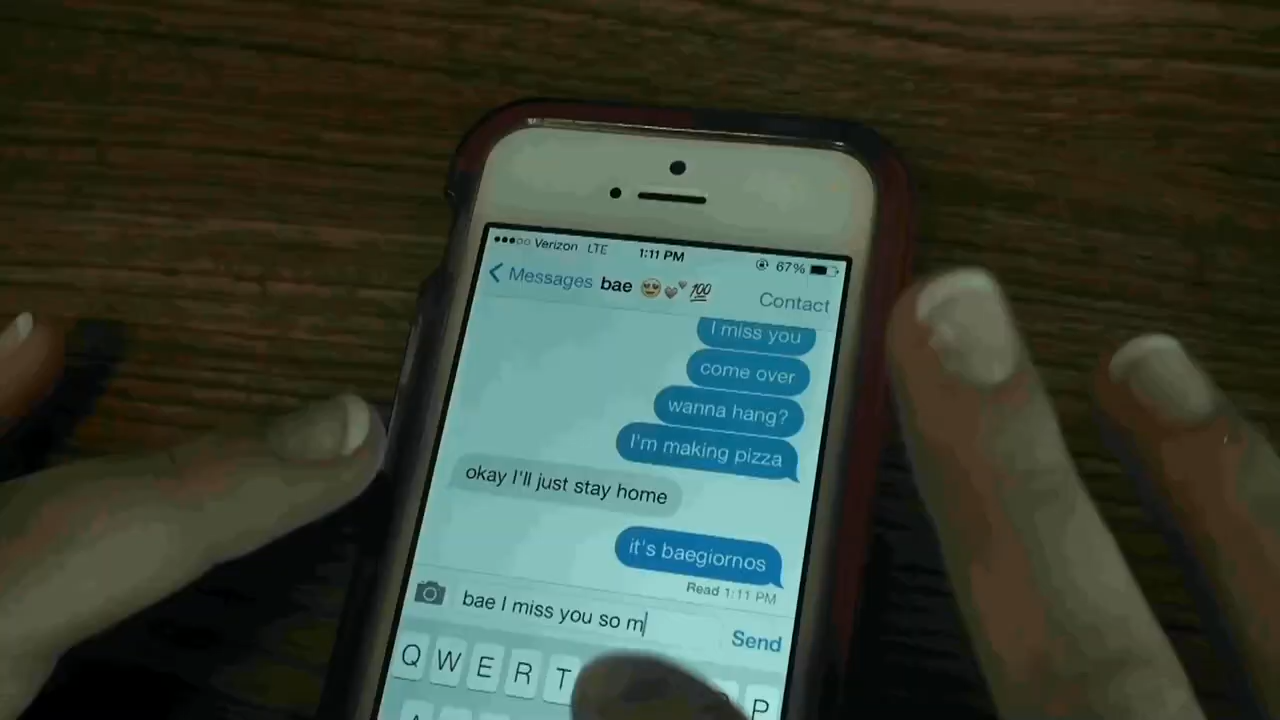 Verizon LTE 1:11 PM 67%
Messages bae 😍💕💯 Contact
I miss you
come over
wanna hang?
I'm making pizza
okay I'll just stay home
it's baegiornos
Read 1:11 PM
bae I miss you so m
Send
Q W E R T P